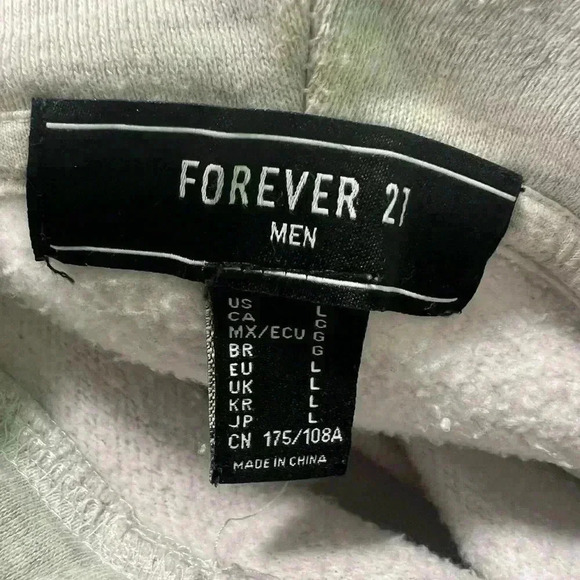 FOREVER 21
MEN
US L
CA C
MX/ECU G
BR G
EU L
UK L
KR L
JP L
CN 175/108A
MADE IN CHINA